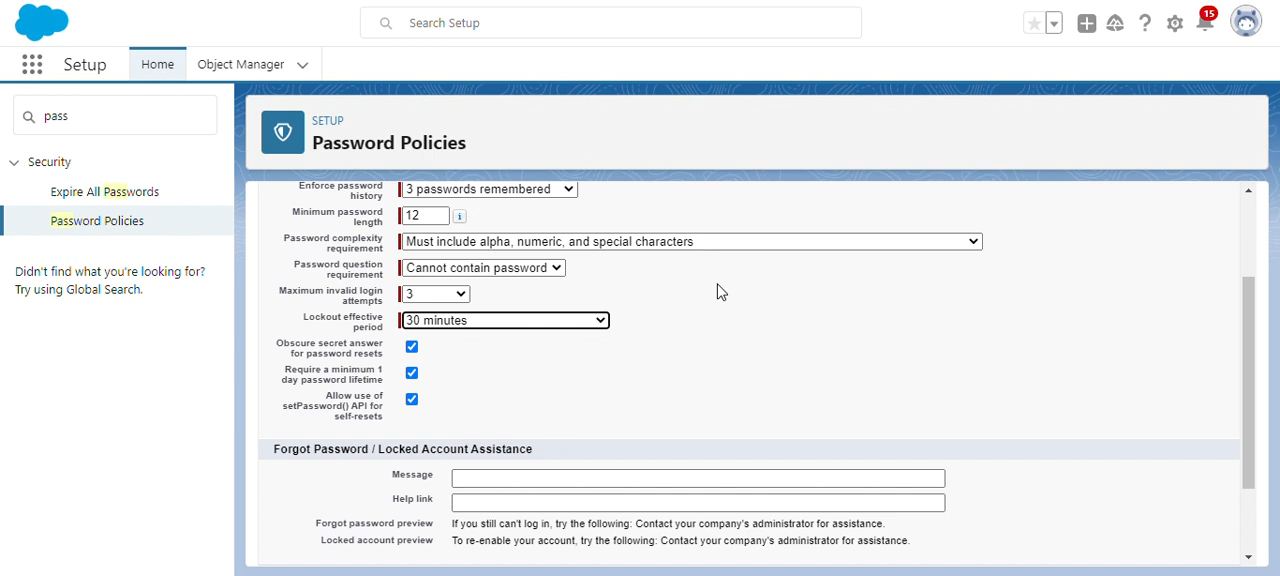 Search Setup
15
Setup
Home
Object Manager
pass
Security
Expire All Passwords
Password Policies
Didn't find what you're looking for?
Try using Global Search.
SETUP
Password Policies
Enforce password
history
3 passwords remembered
Minimum password
length
12
i
Password complexity
requirement
Must include alpha, numeric, and special characters
Password question
requirement
Cannot contain password
Maximum invalid login
attempts
3
Lockout effective
period
30 minutes
Obscure secret answer
for password resets
Require a minimum 1
day password lifetime
Allow use of
setPassword() API for
self-resets
Forgot Password / Locked Account Assistance
Message
Help link
Forgot password preview If you still can't log in, try the following: Contact your company's administrator for assistance.
Locked account preview To re-enable your account, try the following: Contact your company's administrator for assistance.